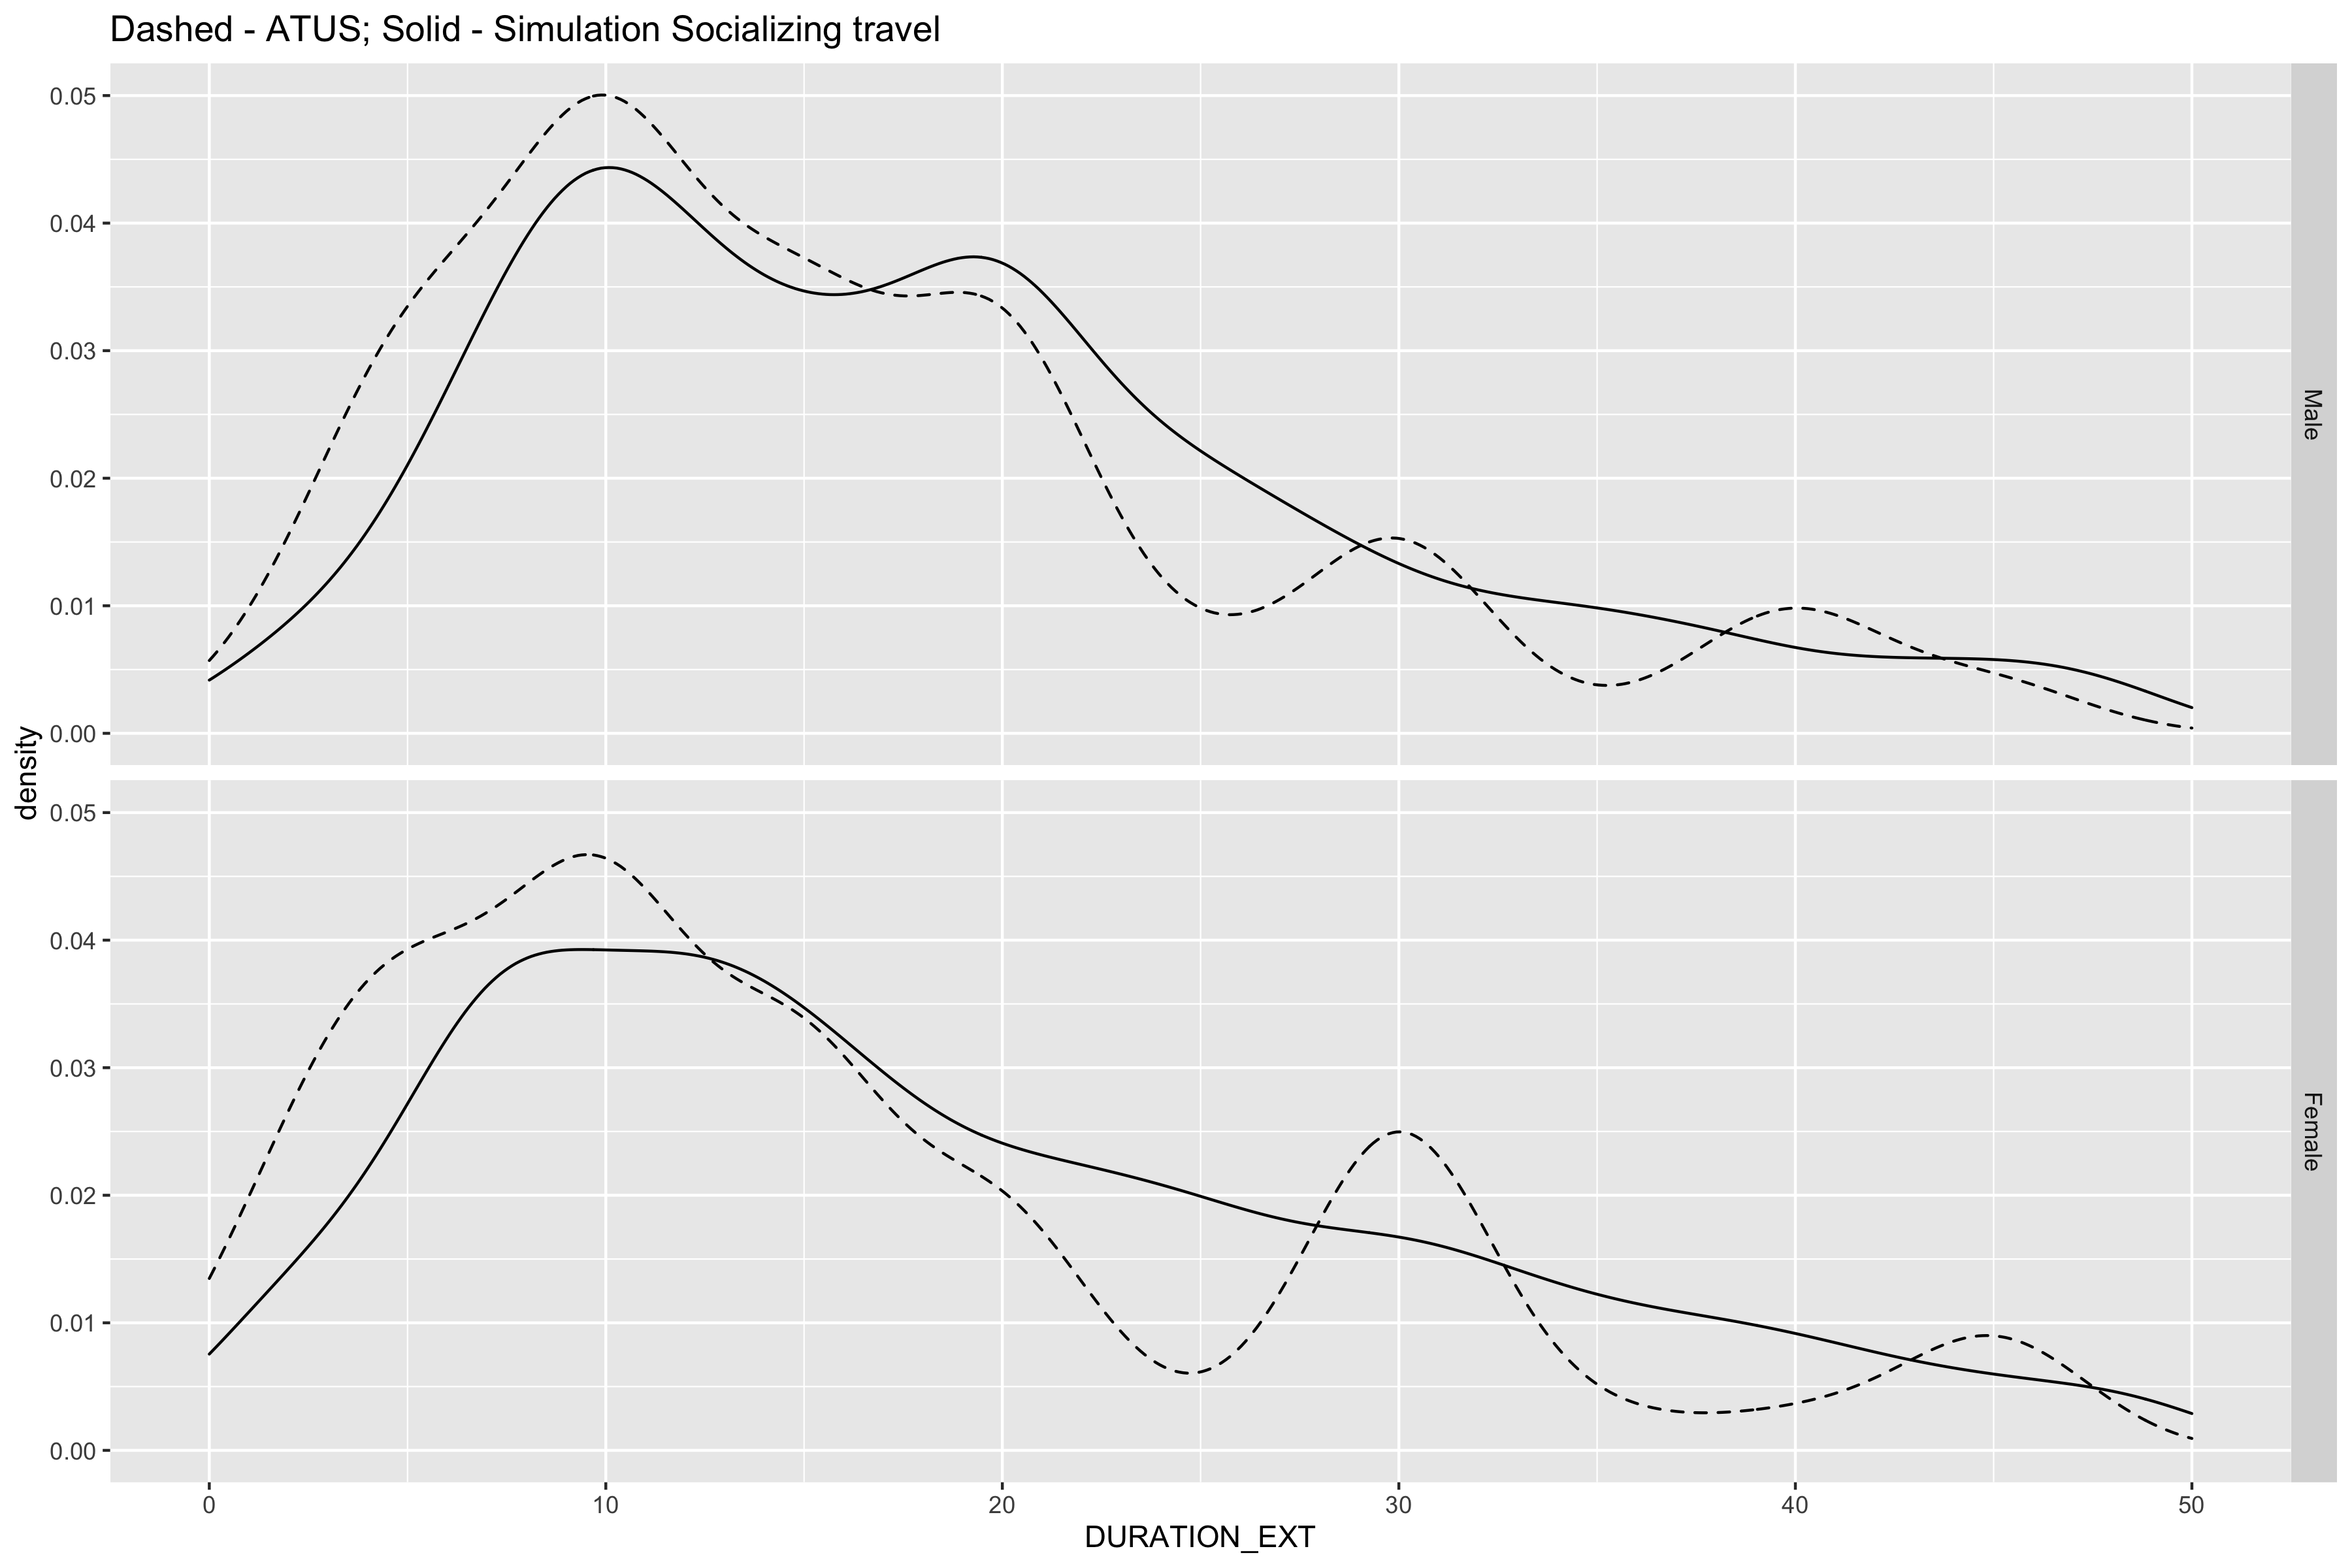 Dashed - ATUS; Solid - Simulation Socializing travel
density
0.05
0.04
0.03
0.02
0.01
0.00
Male
0.05
0.04
0.03
0.02
0.01
0.00
Female
0 10 20 30 40 50
DURATION_EXT